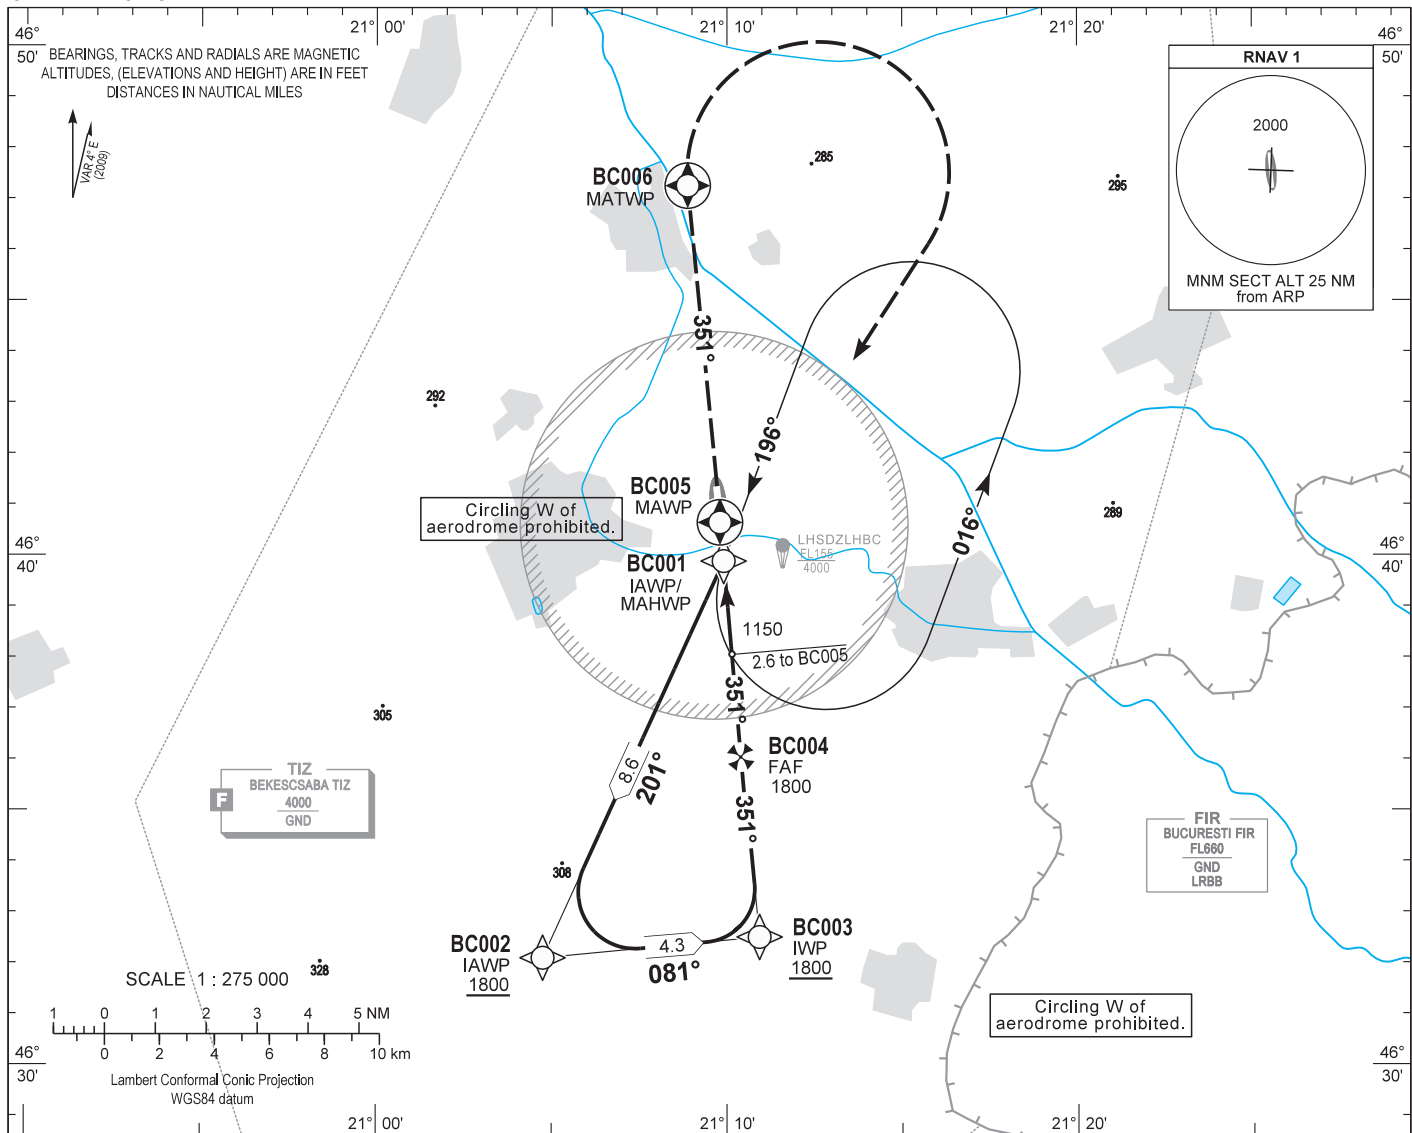 21° 00'
21° 10'
21° 20'
46°
50'
46°
50'
BEARINGS, TRACKS AND RADIALS ARE MAGNETIC
ALTITUDES, (ELEVATIONS AND HEIGHT) ARE IN FEET
DISTANCES IN NAUTICAL MILES
VAR 4° E
(2009)
RNAV 1
2000
MNM SECT ALT 25 NM
from ARP
285
295
BC006
MATWP
351°
292
196°
BC005
MAWP
Circling W of
aerodrome prohibited.
289
016°
LHSDZLHBC
FL155
4000
46°
40'
46°
40'
BC001
IAWP/
MAHWP
1150
2.6 to BC005
351°
305
BC004
FAF
1800
8.6
201°
TIZ
BEKESCSABA TIZ
4000
GND
F
351°
FIR
BUCURESTI FIR
FL660
GND
LRBB
308
BC002
IAWP
1800
4.3
081°
BC003
IWP
1800
328
SCALE 1 : 275 000
1 0 1 2 3 4 5 NM
0 2 4 6 8 10 km
Lambert Conformal Conic Projection
WGS84 datum
Circling W of
aerodrome prohibited.
46°
30'
46°
30'
21° 00'
21° 10'
21° 20'